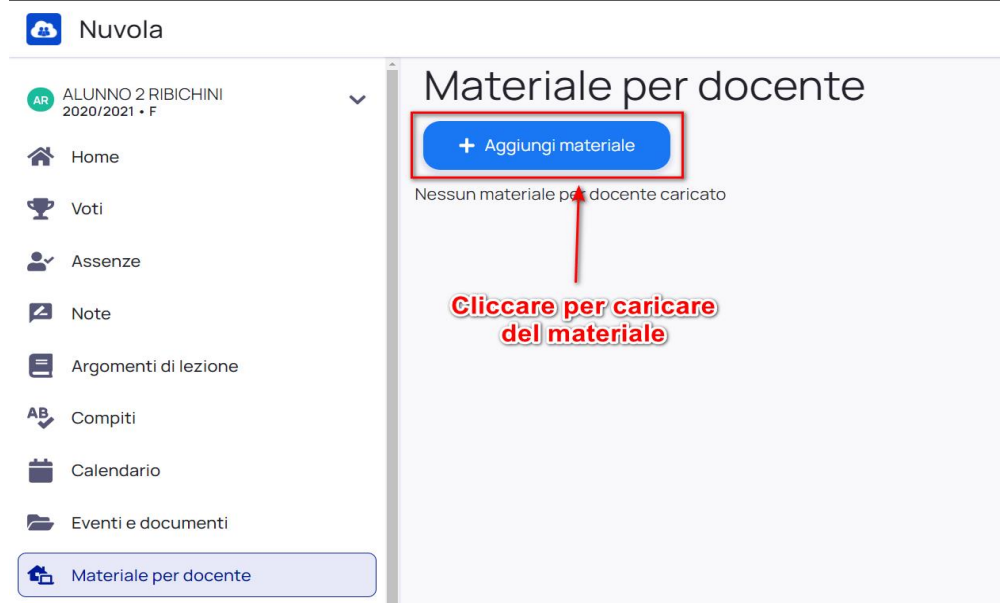 Nuvola
AR
ALUNNO 2 RIBICHINI
2020/2021 • F
Home
Voti
Assenze
Note
Argomenti di lezione
AB
Compiti
Calendario
Eventi e documenti
Materiale per docente
Materiale per docente
+ Aggiungi materiale
Nessun materiale per docente caricato
Cliccare per caricare
del materiale